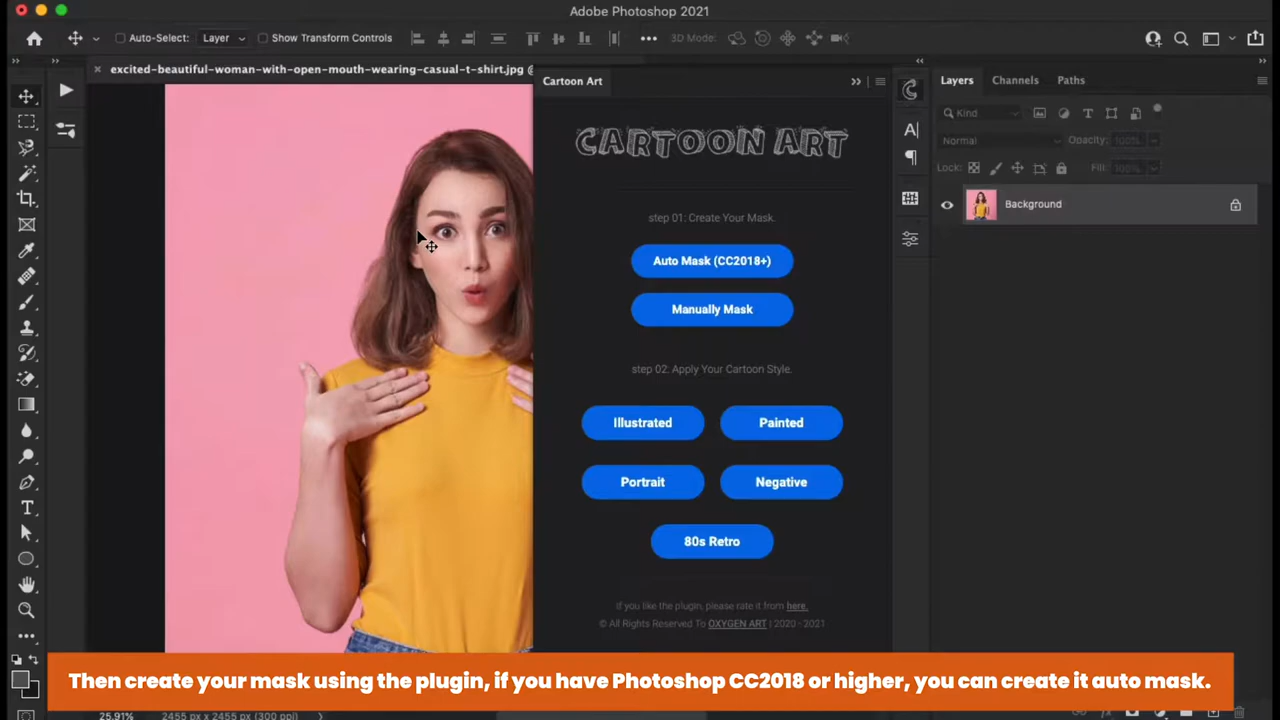 Adobe Photoshop 2021
Auto-Select: Layer Show Transform Controls 3D Mode:
excited-beautiful-woman-with-open-mouth-wearing-casual-t-shirt.jpg @
Cartoon Art
CARTOON ART
step 01: Create Your Mask.
Auto Mask (CC2018+)
Manually Mask
step 02: Apply Your Cartoon Style.
Illustrated Painted
Portrait Negative
80s Retro
If you like the plugin, please rate it from here.
© All Rights Reserved To OXYGEN ART | 2020 - 2021
Layers Channels Paths
Kind
Normal Opacity: 100%
Lock: Fill: 100%
Background
Then create your mask using the plugin, if you have Photoshop CC2018 or higher, you can create it auto mask.
25.91% 2455 px x 2455 px (300 ppi)